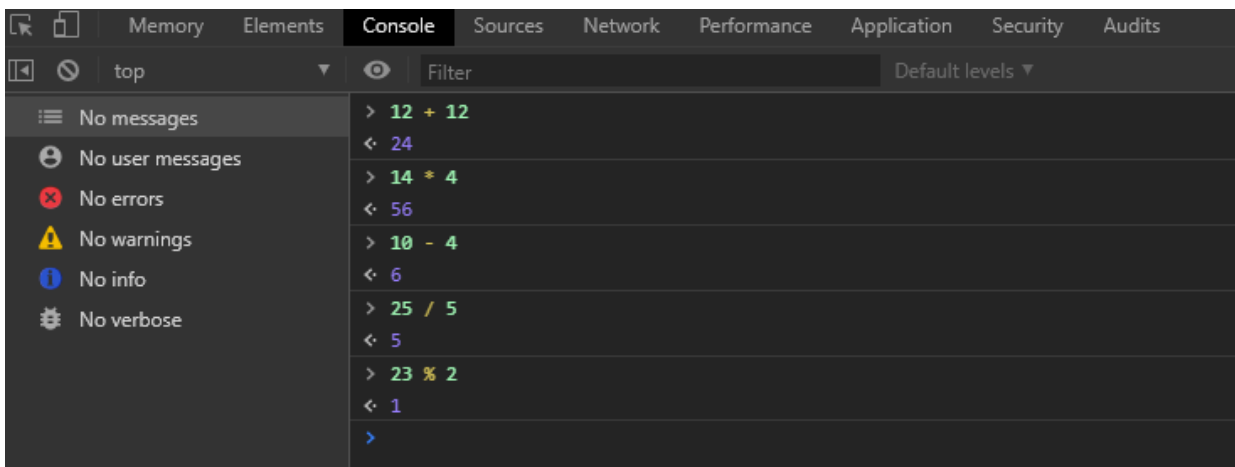 Memory Elements Console Sources Network Performance Application Security Audits
top Filter Default levels
No messages
No user messages
No errors
No warnings
No info
No verbose
> 12 + 12
24
> 14 * 4
56
> 10 - 4
6
> 25 / 5
5
> 23 % 2
1
>